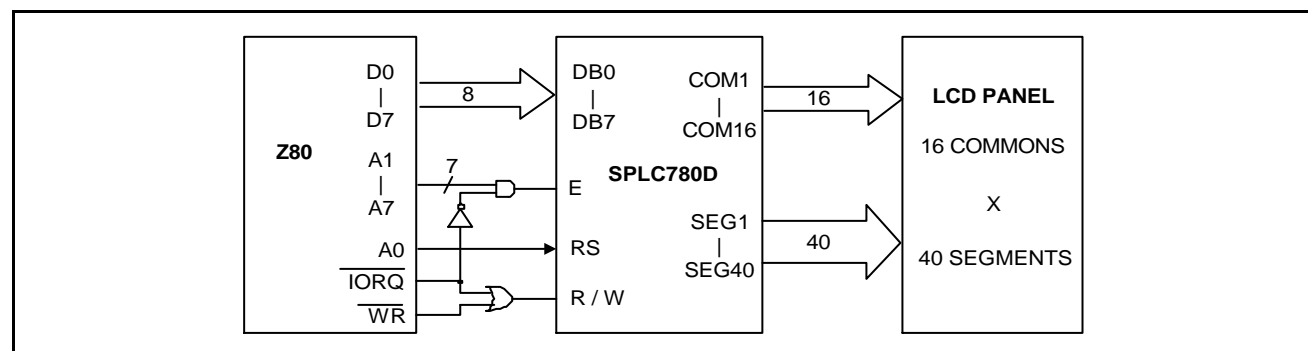 Z80
D0
D7
A1
A7
A0
IORQ
WR
8
7
DB0
DB7
E
RS
R / W
SPLC780D
COM1
COM16
SEG1
SEG40
16
40
LCD PANEL
16 COMMONS
X
40 SEGMENTS